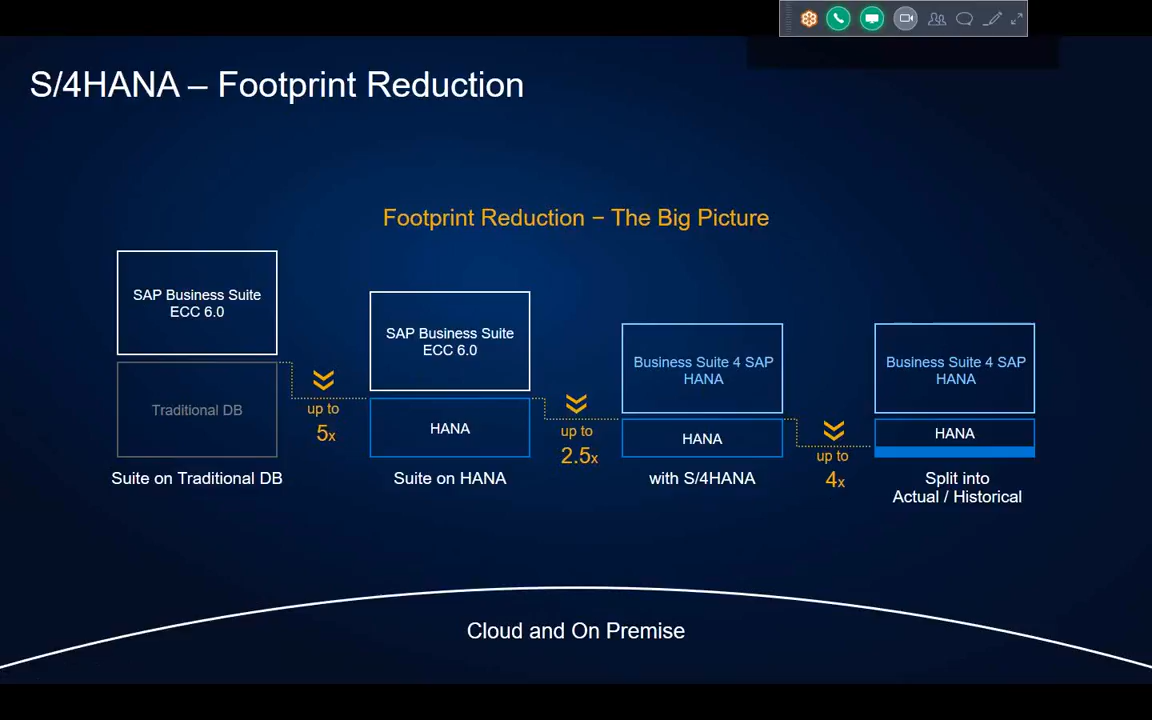 S/4HANA – Footprint Reduction
Footprint Reduction – The Big Picture
SAP Business Suite
ECC 6.0
Traditional DB
Suite on Traditional DB
up to
5x
SAP Business Suite
ECC 6.0
HANA
Suite on HANA
up to
2.5x
Business Suite 4 SAP
HANA
HANA
with S/4HANA
up to
4x
Business Suite 4 SAP
HANA
HANA
Split into
Actual / Historical
Cloud and On Premise